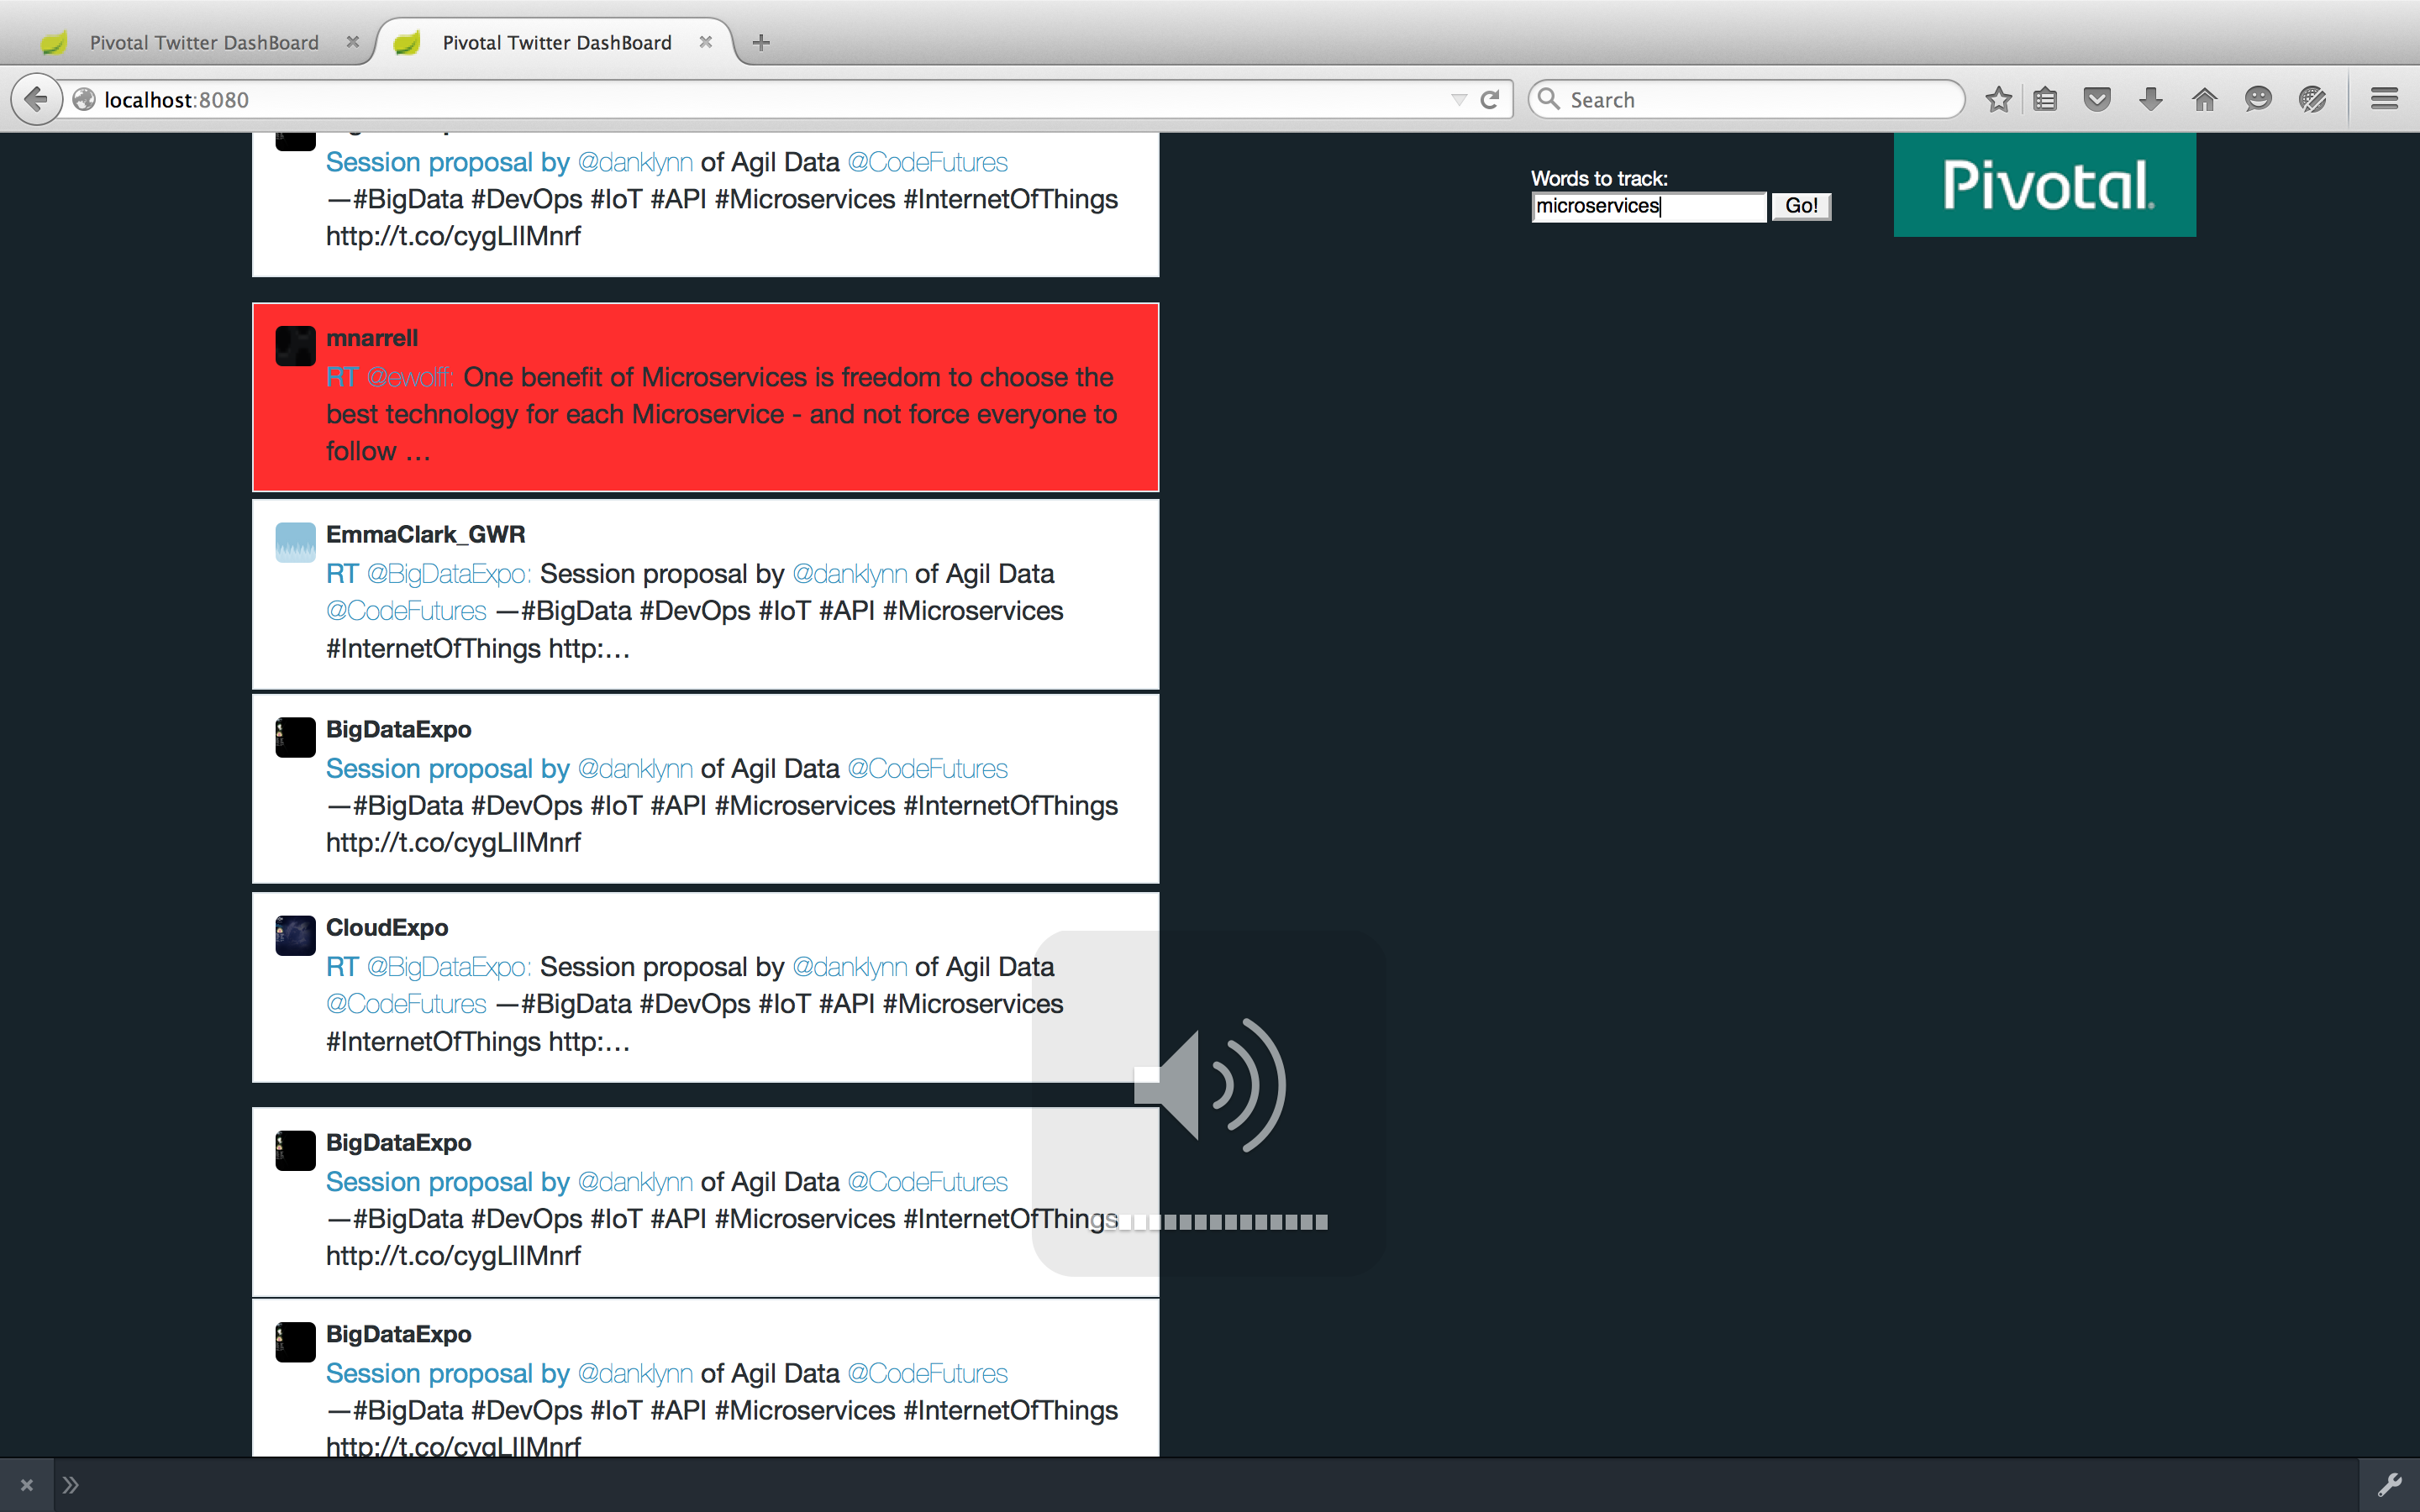 Pivotal Twitter DashBoard
Pivotal Twitter DashBoard
localhost:8080
Search
Session proposal by @danklynn of Agil Data @CodeFutures
—#BigData #DevOps #IoT #API #Microservices #InternetOfThings
http://t.co/cygLlIMnrf
Words to track:
microservices Go!
Pivotal.
mnarrell
RT @ewolff: One benefit of Microservices is freedom to choose the
best technology for each Microservice - and not force everyone to
follow …
EmmaClark_GWR
RT @BigDataExpo: Session proposal by @danklynn of Agil Data
@CodeFutures —#BigData #DevOps #IoT #API #Microservices
#InternetOfThings http:…
BigDataExpo
Session proposal by @danklynn of Agil Data @CodeFutures
—#BigData #DevOps #IoT #API #Microservices #InternetOfThings
http://t.co/cygLlIMnrf
CloudExpo
RT @BigDataExpo: Session proposal by @danklynn of Agil Data
@CodeFutures —#BigData #DevOps #IoT #API #Microservices
#InternetOfThings http:…
BigDataExpo
Session proposal by @danklynn of Agil Data @CodeFutures
—#BigData #DevOps #IoT #API #Microservices #InternetOfThings
http://t.co/cygLlIMnrf
BigDataExpo
Session proposal by @danklynn of Agil Data @CodeFutures
—#BigData #DevOps #IoT #API #Microservices #InternetOfThings
http://t.co/cygLlIMnrf